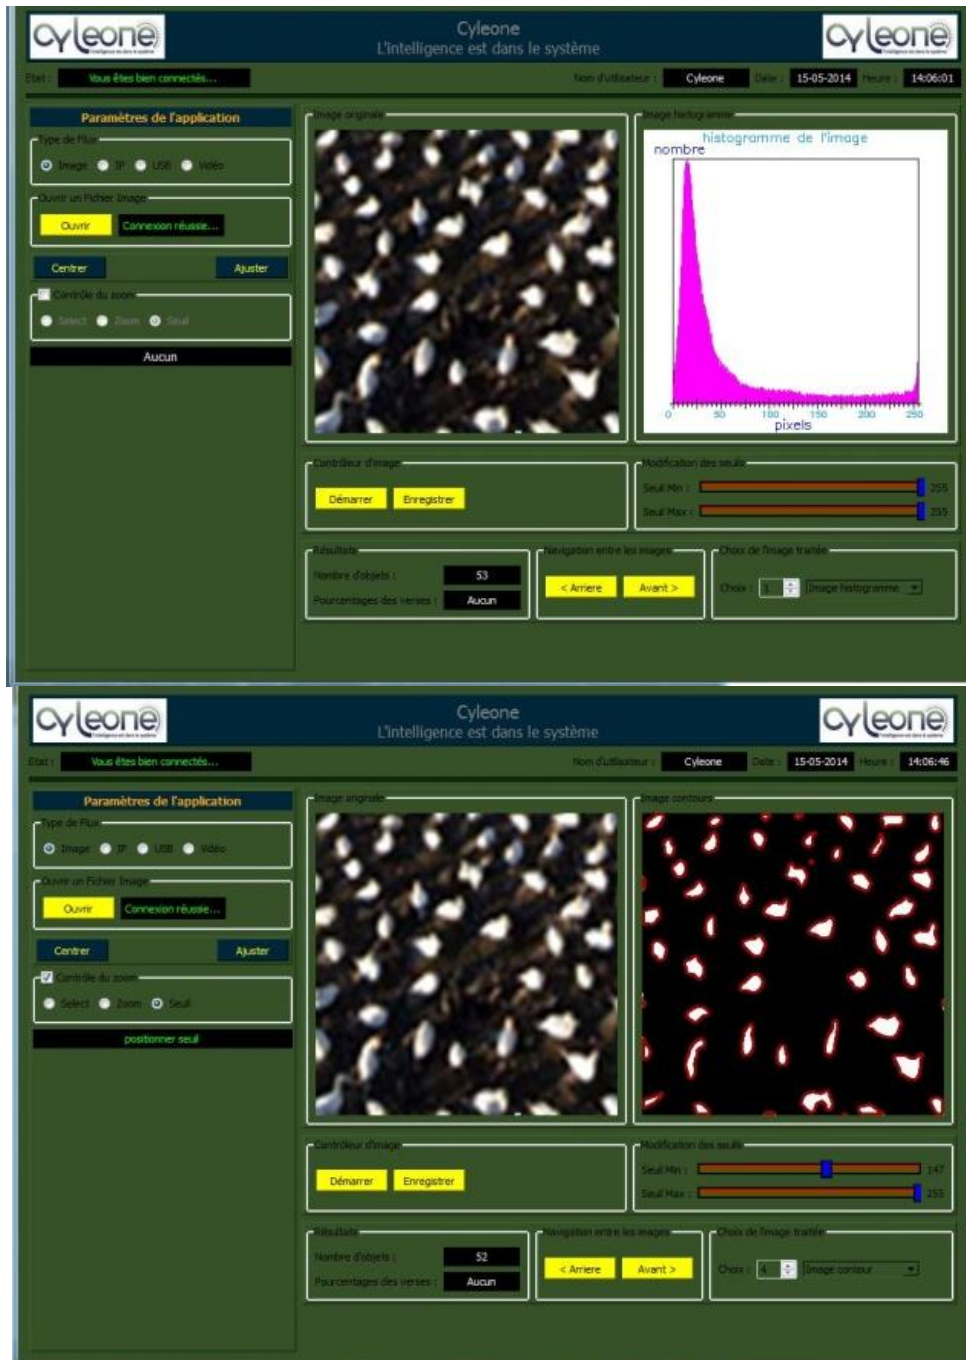 Cyleone
Cyleone
L'intelligence est dans le système
Cyleone
Etat : Vous êtes bien connectés... Nom d'utilisateur : Cyleone Date : 15-05-2014 Heure : 14:06:01
Paramètres de l'application
Type de Flux
Image IP USB Vidéo
Ouvrir un Fichier Image
Ouvrir Connexion réussie...
Centrer Ajuster
Contrôle du zoom
Select Zoom Seuil
Aucun
Image originale
Image histogramme
histogramme de l'image
nombre
0 50 100 150 200 250
pixels
Contrôleur d'image
Démarrer Enregistrer
Modification des seuils
Seuil Min : 255
Seuil Max : 255
Résultats
Nombre d'objets : 53
Pourcentages des verses : Aucun
Navigation entre les images
< Arriere Avant >
Choix de l'image traitée
Choix : 1 Image histogramme
Cyleone
Cyleone
L'intelligence est dans le système
Cyleone
Etat : Vous êtes bien connectés... Nom d'utilisateur : Cyleone Date : 15-05-2014 Heure : 14:06:46
Paramètres de l'application
Type de Flux
Image IP USB Vidéo
Ouvrir un Fichier Image
Ouvrir Connexion réussie...
Centrer Ajuster
Contrôle du zoom
Select Zoom Seuil
positionner seuil
Image originale
Image contours
Contrôleur d'image
Démarrer Enregistrer
Modification des seuils
Seuil Min : 147
Seuil Max : 255
Résultats
Nombre d'objets : 52
Pourcentages des verses : Aucun
Navigation entre les images
< Arriere Avant >
Choix de l'image traitée
Choix : 4 Image contour